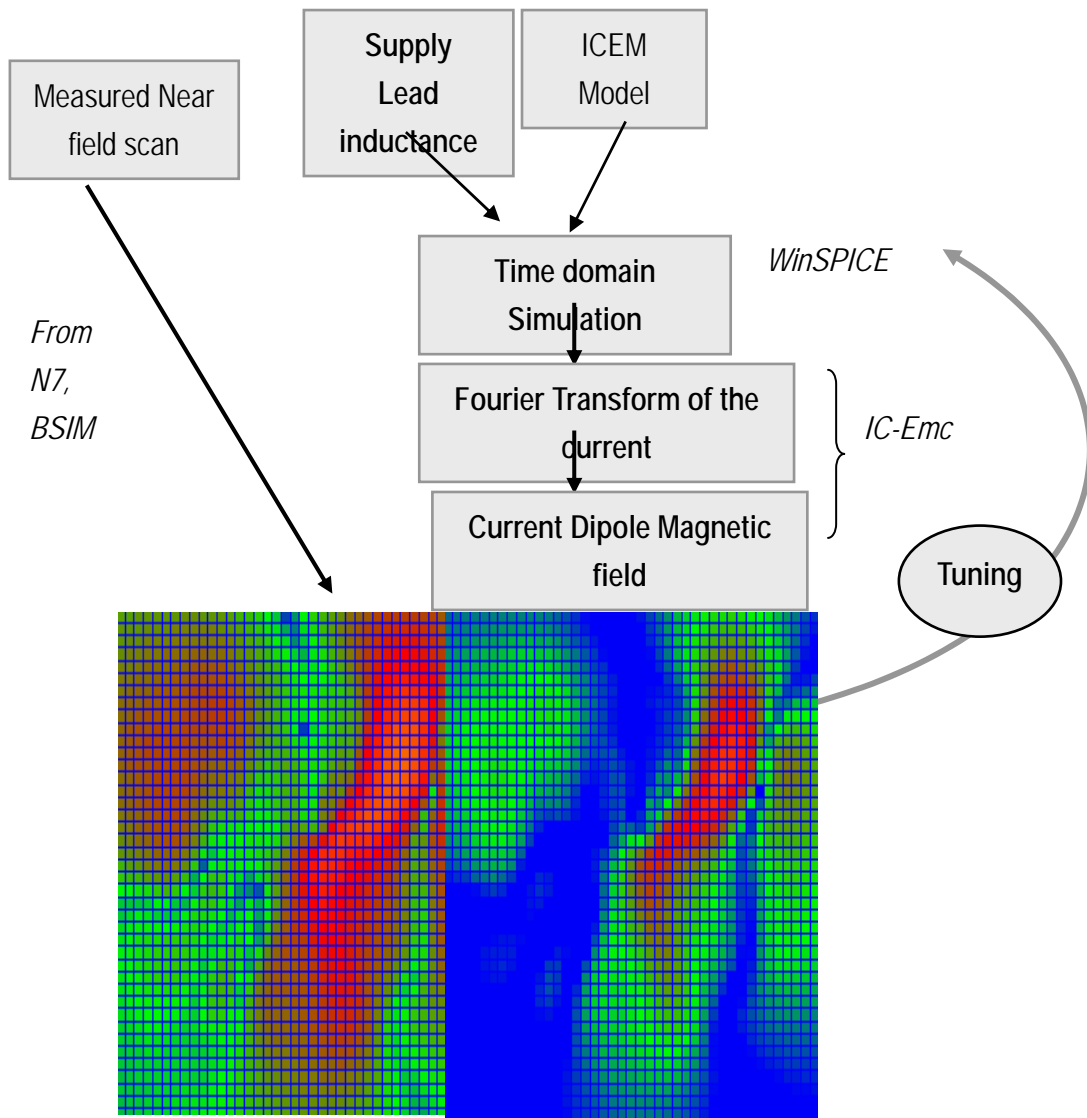 Supply
Lead
inductance
ICEM
Model
Measured Near
field scan
Time domain
Simulation
WinSPICE
From
N7,
BSIM
Fourier Transform of the
current
IC-Emc
Current Dipole Magnetic
field
Tuning